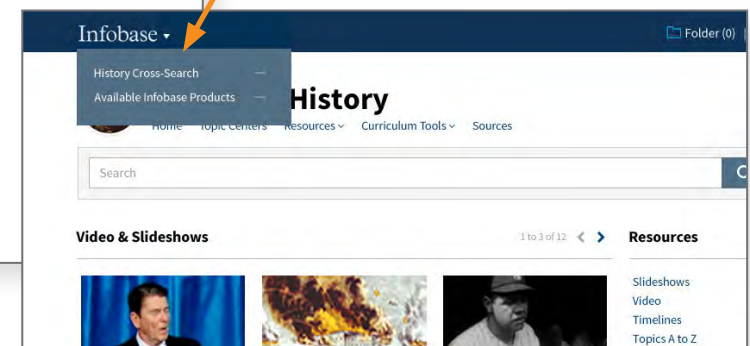 Infobase
Folder (0)
History Cross-Search
Available Infobase Products
History
Home Topic Centers Resources Curriculum Tools Sources
Search
Video & Slideshows 1 to 3 of 12 Resources
Slideshows
Video
Timelines
Topics A to Z